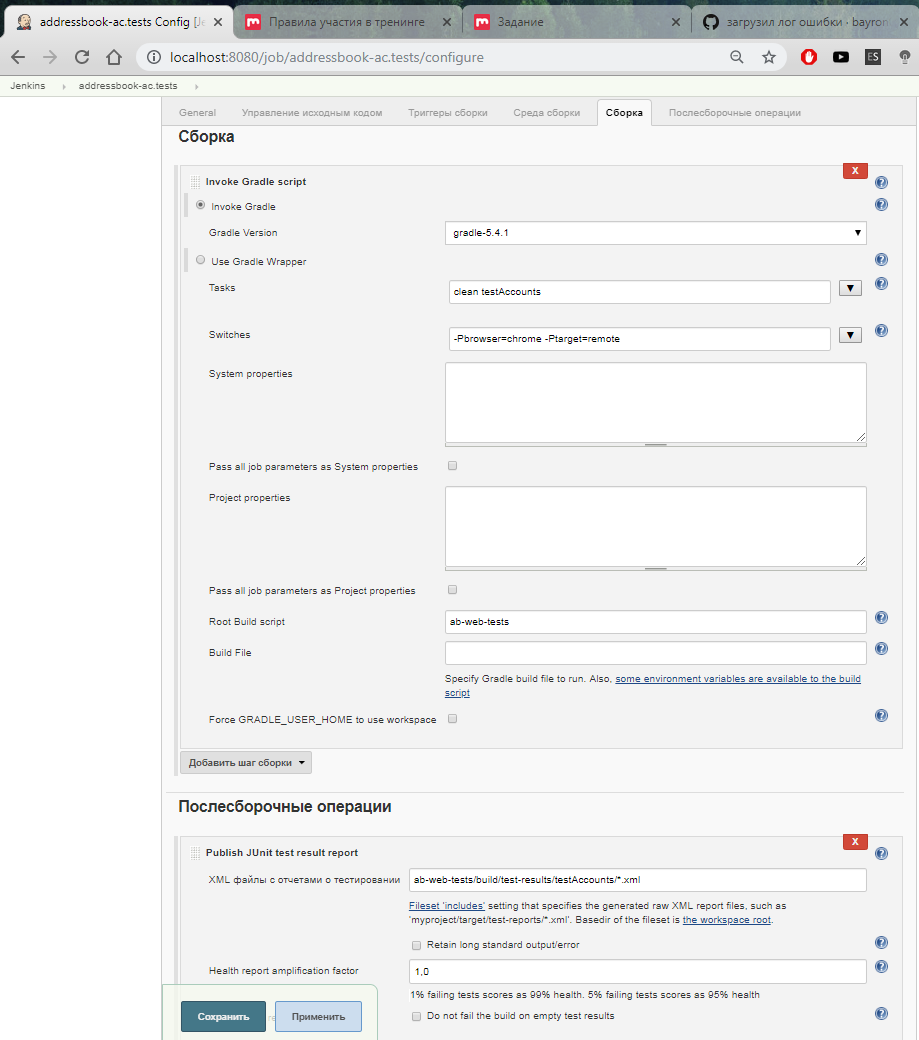 addressbook-ac.tests Config [Je
Правила участия в тренинге
Задание
загрузил лог ошибки · bayron
localhost:8080/job/addressbook-ac.tests/configure
ES
Jenkins
addressbook-ac.tests
General
Управление исходным кодом
Триггеры сборки
Среда сборки
Сборка
Послесборочные операции
Сборка
X
Invoke Gradle script
Invoke Gradle
Gradle Version
gradle-5.4.1
Use Gradle Wrapper
Tasks
clean testAccounts
Switches
-Pbrowser=chrome -Ptarget=remote
System properties
Pass all job parameters as System properties
Project properties
Pass all job parameters as Project properties
Root Build script
ab-web-tests
Build File
Specify Gradle build file to run. Also, some environment variables are available to the build
script
Force GRADLE_USER_HOME to use workspace
Добавить шаг сборки
Послесборочные операции
X
Publish JUnit test result report
XML файлы с отчетами о тестировании
ab-web-tests/build/test-results/testAccounts/*.xml
Fileset 'includes' setting that specifies the generated raw XML report files, such as
'myproject/target/test-reports/*.xml'. Basedir of the fileset is the workspace root.
Retain long standard output/error
Health report amplification factor
1,0
1% failing tests scores as 99% health. 5% failing tests scores as 95% health
Do not fail the build on empty test results
Сохранить
Применить